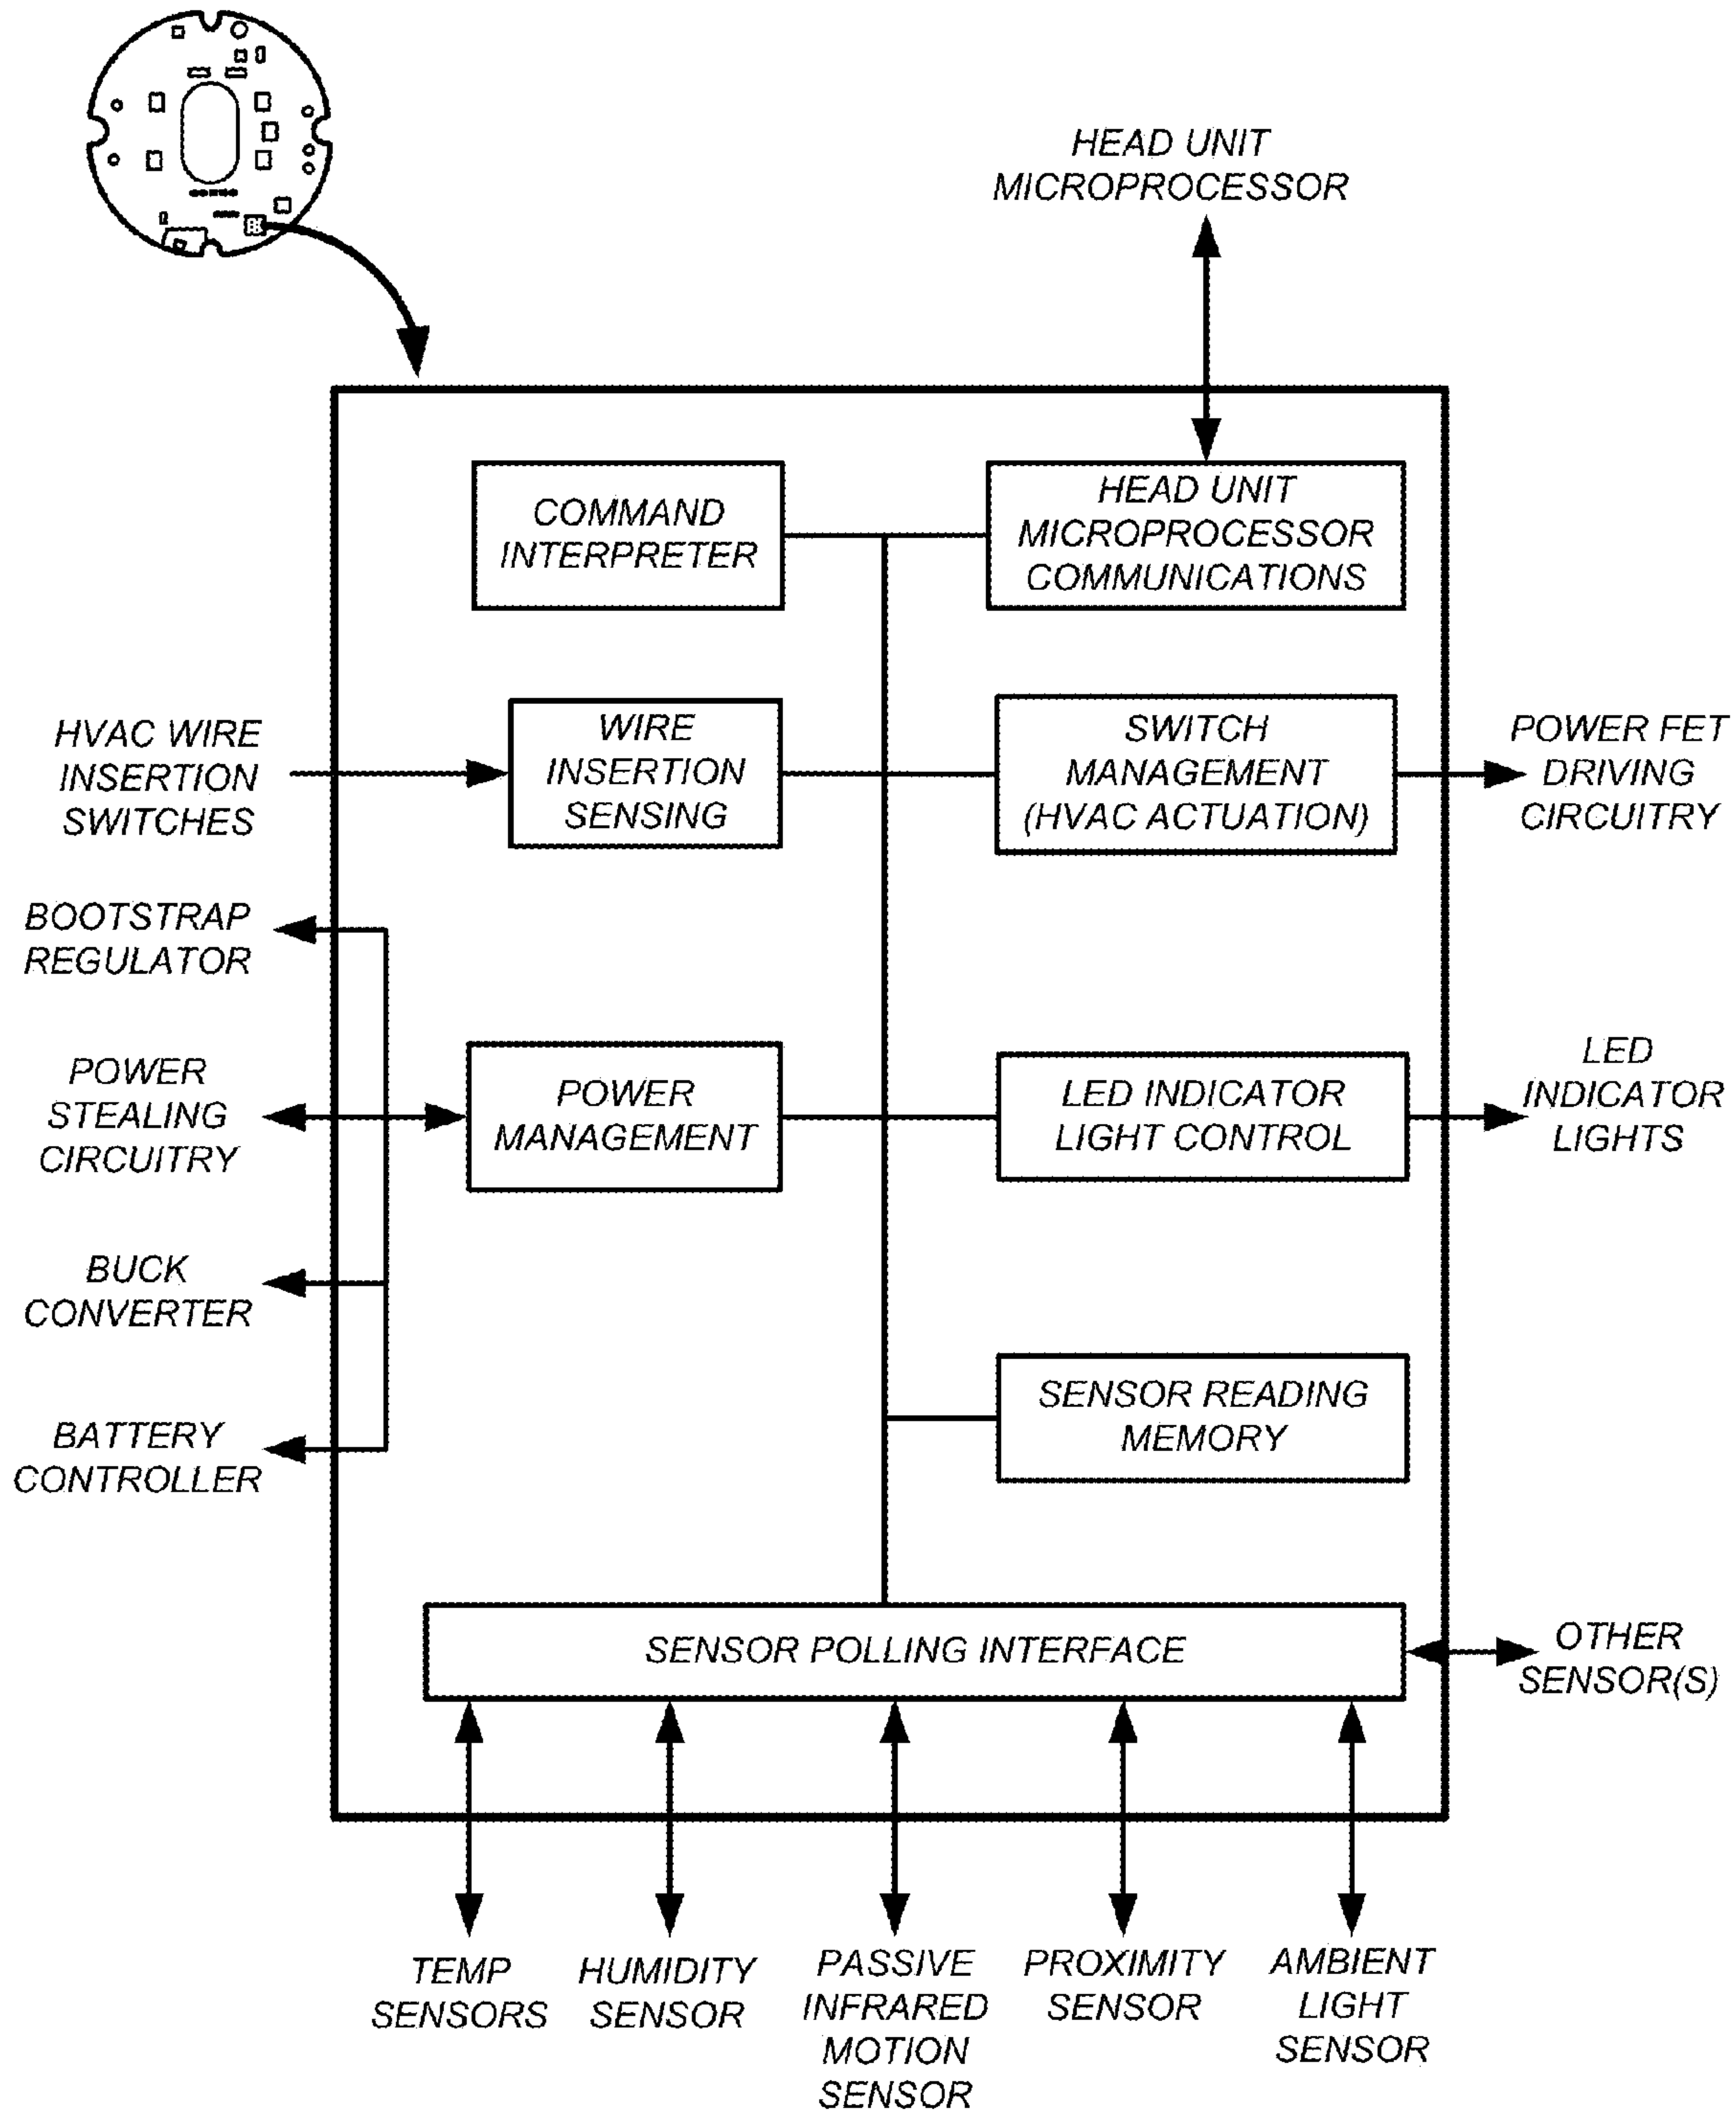 HEAD UNIT
MICROPROCESSOR
COMMAND
INTERPRETER
HEAD UNIT
MICROPROCESSOR
COMMUNICATIONS
HVAC WIRE
INSERTION
SWITCHES
WIRE
INSERTION
SENSING
SWITCH
MANAGEMENT
(HVAC ACTUATION)
POWER FET
DRIVING
CIRCUITRY
BOOTSTRAP
REGULATOR
POWER
STEALING
CIRCUITRY
POWER
MANAGEMENT
LED INDICATOR
LIGHT CONTROL
LED
INDICATOR
LIGHTS
BUCK
CONVERTER
BATTERY
CONTROLLER
SENSOR READING
MEMORY
SENSOR POLLING INTERFACE
OTHER
SENSOR(S)
TEMP
SENSORS
HUMIDITY
SENSOR
PASSIVE
INFRARED
MOTION
SENSOR
PROXIMITY
SENSOR
AMBIENT
LIGHT
SENSOR